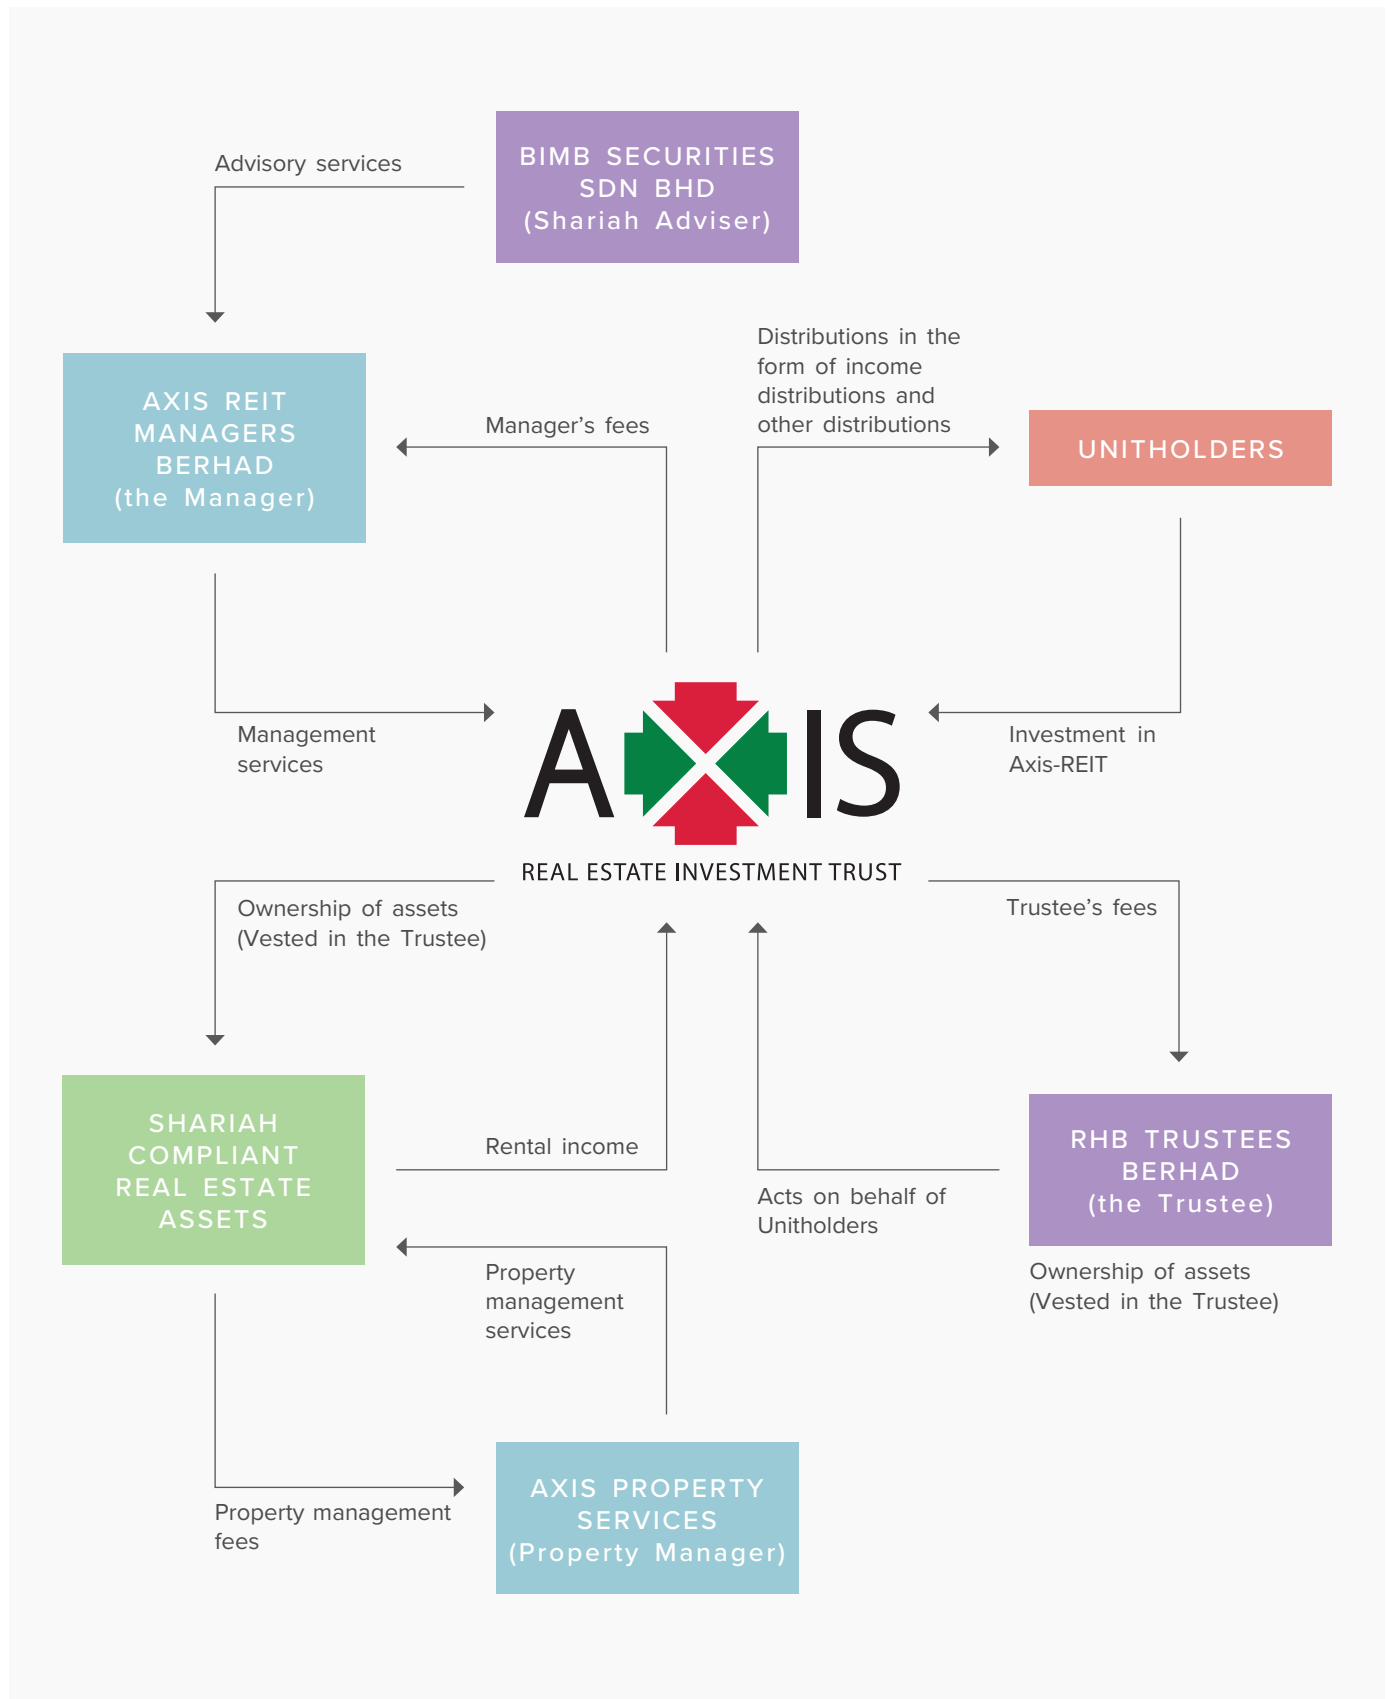 BIMB SECURITIES
SDN BHD
(Shariah Adviser)
Advisory services
Distributions in the
form of income
distributions and
other distributions
AXIS REIT
MANAGERS
BERHAD
(the Manager)
Manager's fees
UNITHOLDERS
Management
services
Investment in
Axis-REIT
AXIS
REAL ESTATE INVESTMENT TRUST
Ownership of assets
(Vested in the Trustee)
Trustee's fees
SHARIAH
COMPLIANT
REAL ESTATE
ASSETS
Rental income
RHB TRUSTEES
BERHAD
(the Trustee)
Acts on behalf of
Unitholders
Ownership of assets
(Vested in the Trustee)
Property
management
services
AXIS PROPERTY
SERVICES
(Property Manager)
Property management
fees